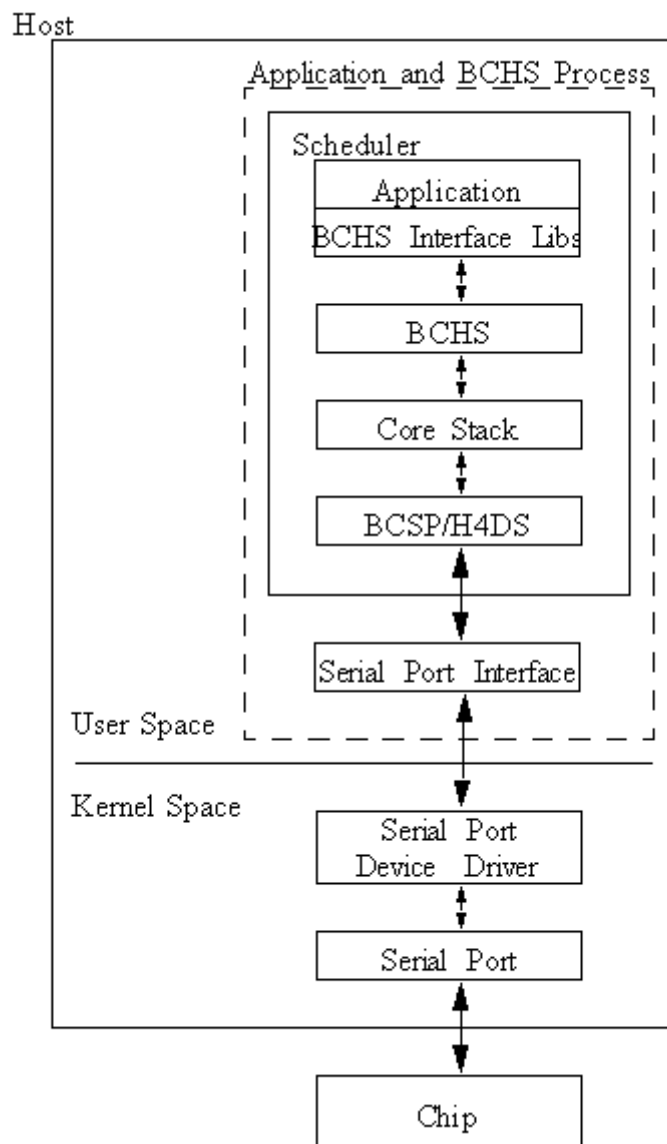 Host
Application and BCHS Process
Scheduler
Application
BCHS Interface Libs
BCHS
Core Stack
BCSP/H4DS
Serial Port Interface
User Space
Kernel Space
Serial Port
Device Driver
Serial Port
Chip